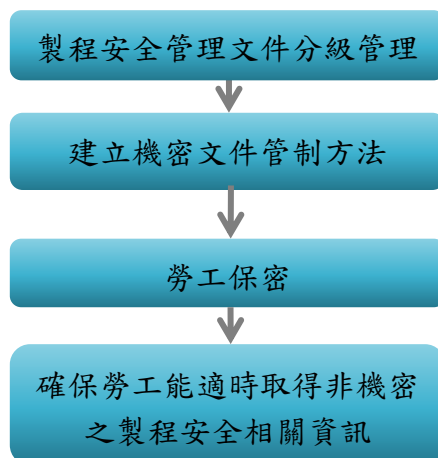 製程安全管理文件分級管理
建立機密文件管制方法
勞工保密
確保勞工能適時取得非機密
之製程安全相關資訊